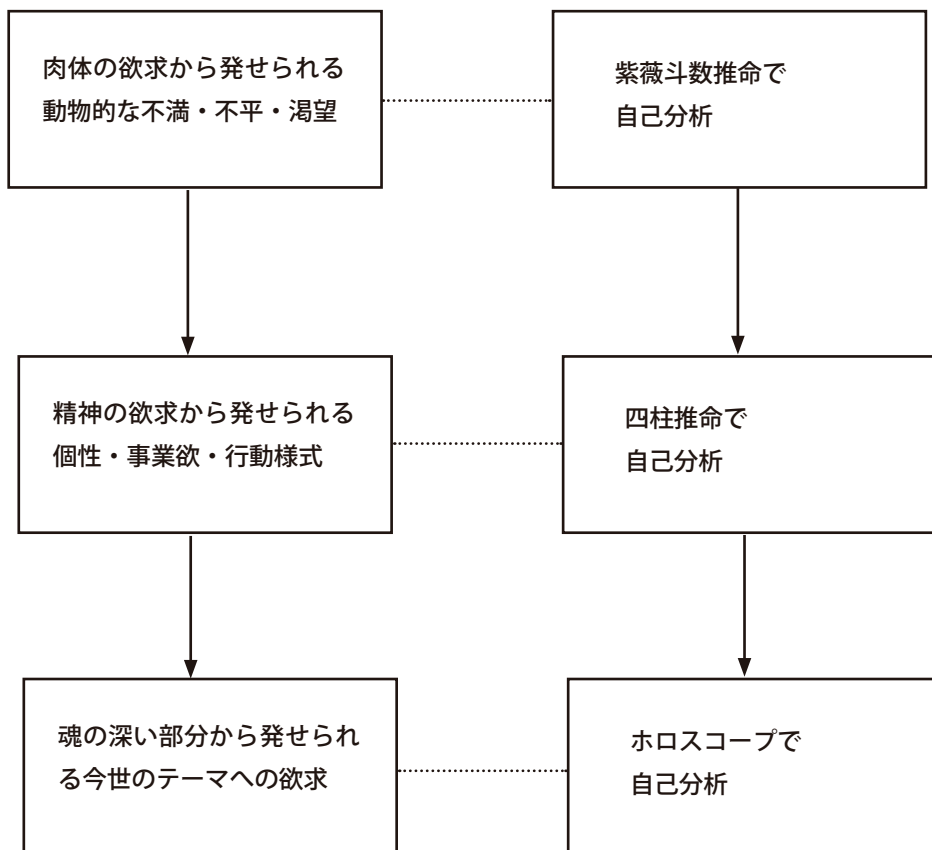 肉体の欲求から発せられる
動物的な不満・不平・渇望
紫薇斗数推命で
自己分析
精神の欲求から発せられる
個性・事業欲・行動様式
四柱推命で
自己分析
魂の深い部分から発せられ
る今世のテーマへの欲求
ホロスコープで
自己分析